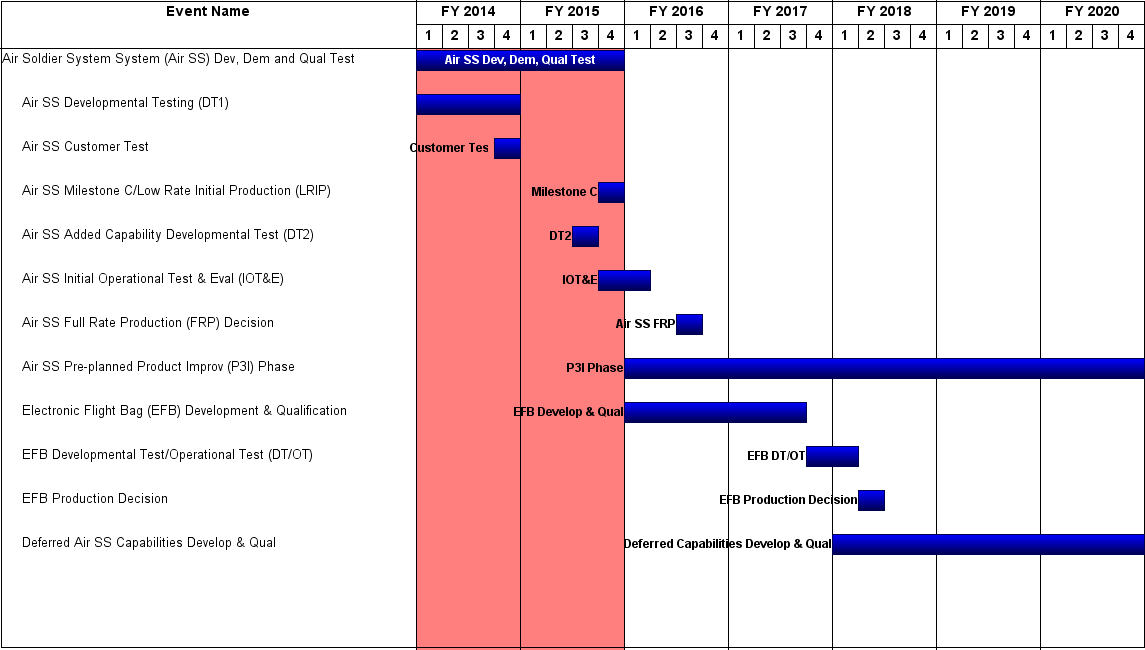 Event Name FY 2014 FY 2015 FY 2016 FY 2017 FY 2018 FY 2019 FY 2020
1 2 3 4 1 2 3 4 1 2 3 4 1 2 3 4 1 2 3 4 1 2 3 4 1 2 3 4
Air Soldier System System (Air SS) Dev, Dem and Qual Test Air SS Dev, Dem, Qual Test
Air SS Developmental Testing (DT1)
Air SS Customer Test Customer Tes
Air SS Milestone C/Low Rate Initial Production (LRIP) Milestone C
Air SS Added Capability Developmental Test (DT2) DT2
Air SS Initial Operational Test & Eval (IOT&E) IOT&E
Air SS Full Rate Production (FRP) Decision Air SS FRP
Air SS Pre-planned Product Improv (P3I) Phase P3I Phase
Electronic Flight Bag (EFB) Development & Qualification EFB Develop & Qual
EFB Developmental Test/Operational Test (DT/OT) EFB DT/OT
EFB Production Decision EFB Production Decision
Deferred Air SS Capabilities Develop & Qual Deferred Capabilities Develop & Qual